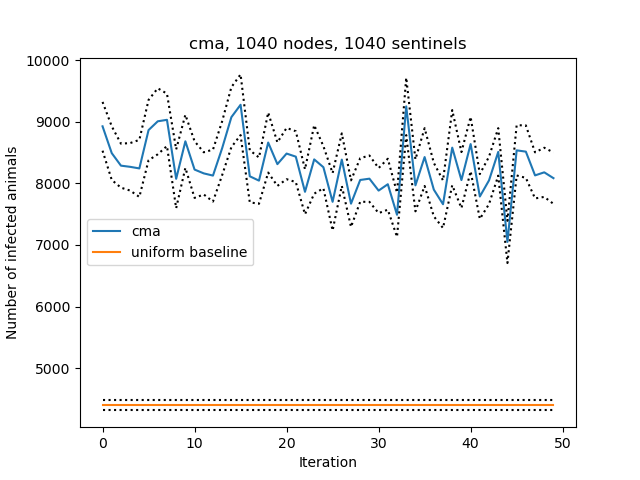 cma, 1040 nodes, 1040 sentinels
10000
9000
8000
7000
6000
5000
Number of infected animals
cma
uniform baseline
0 10 20 30 40 50
Iteration